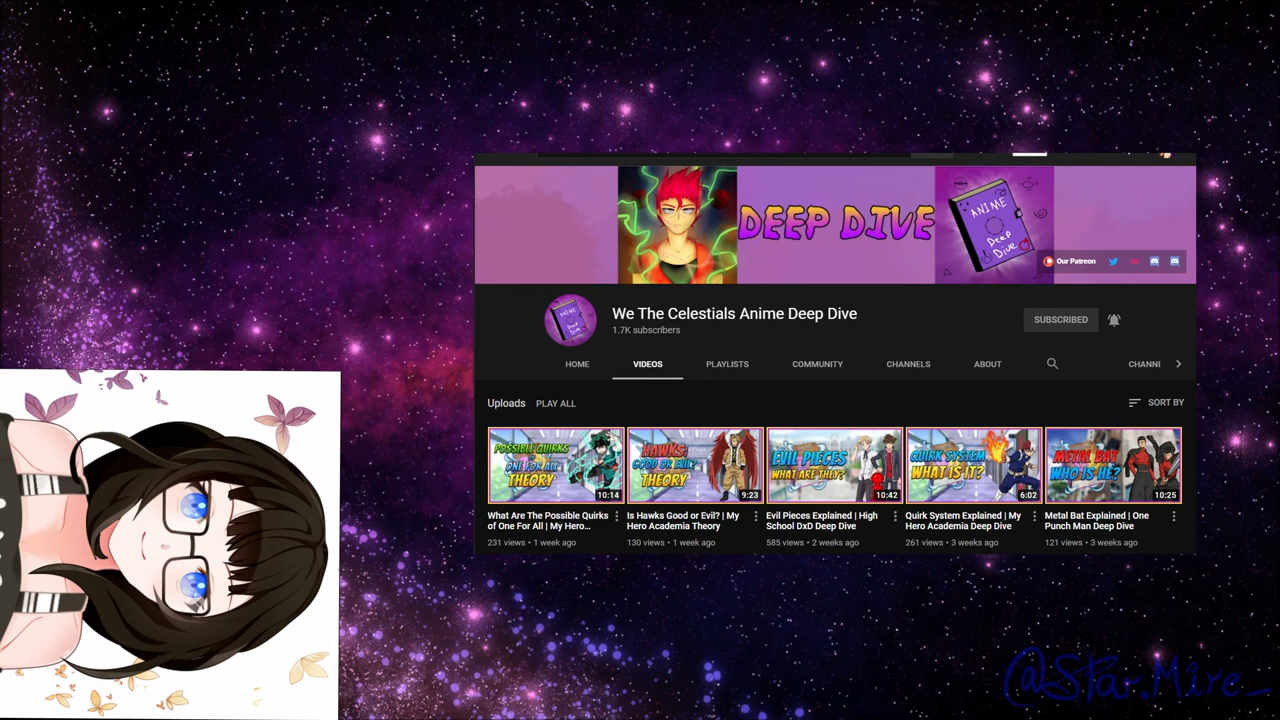 DEEP DIVE
ANIME
Deep
Dive
Our Patreon
We The Celestials Anime Deep Dive
1.7K subscribers
SUBSCRIBED
HOME
VIDEOS
PLAYLISTS
COMMUNITY
CHANNELS
ABOUT
CHANNI
Uploads
PLAY ALL
SORT BY
POSSIBLE QUIRKS
OF
ONE FOR ALL
THEORY
10:14
What Are The Possible Quirks
of One For All | My Hero...
231 views • 1 week ago
HAWKS:
GOOD OR EVIL?
THEORY
9:23
Is Hawks Good or Evil? | My
Hero Academia Theory
130 views • 1 week ago
EVIL PIECES
WHAT ARE THEY?
10:42
Evil Pieces Explained | High
School DxD Deep Dive
585 views • 2 weeks ago
QUIRK SYSTEM
WHAT IS IT?
6:02
Quirk System Explained | My
Hero Academia Deep Dive
261 views • 3 weeks ago
METAL BAT
WHO IS HE?
10:25
Metal Bat Explained | One
Punch Man Deep Dive
121 views • 3 weeks ago
@Star.Mire_